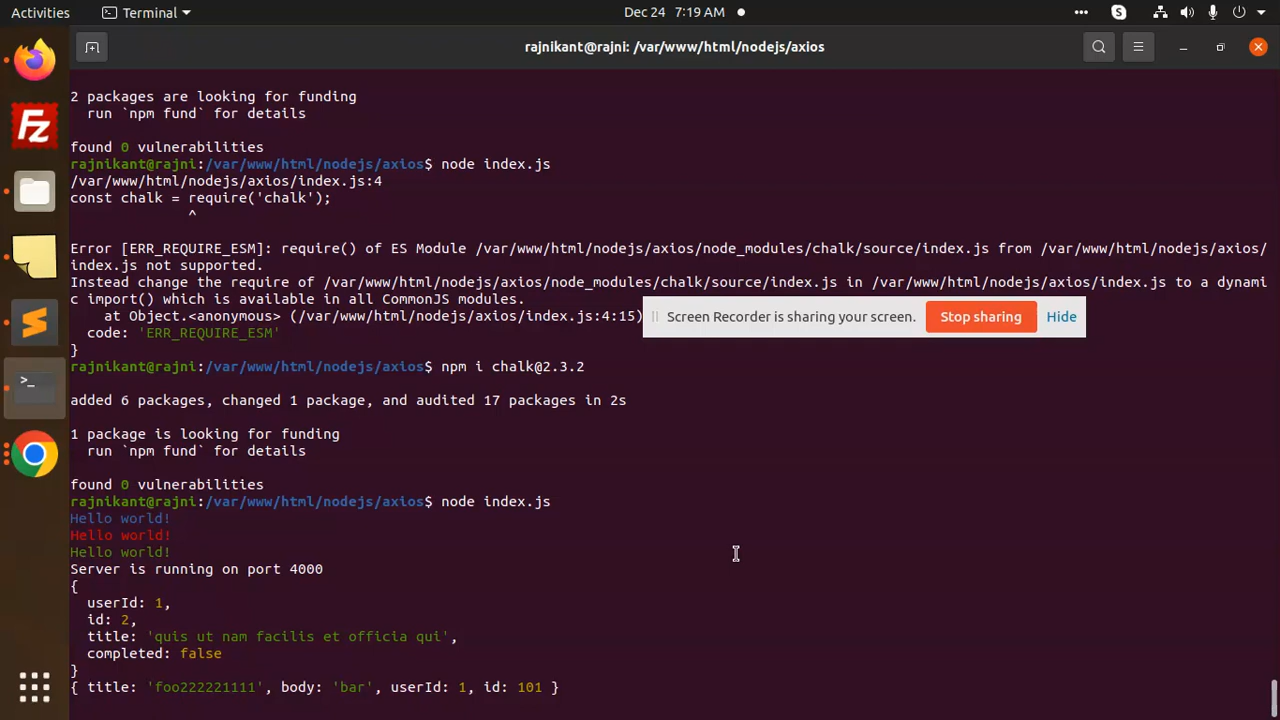 Activities
Terminal
Dec 24 7:19 AM
rajnikant@rajni: /var/www/html/nodejs/axios
2 packages are looking for funding
  run `npm fund` for details
found 0 vulnerabilities
rajnikant@rajni:/var/www/html/nodejs/axios$ node index.js
/var/www/html/nodejs/axios/index.js:4
const chalk = require('chalk');
              ^
Error [ERR_REQUIRE_ESM]: require() of ES Module /var/www/html/nodejs/axios/node_modules/chalk/source/index.js from /var/www/html/nodejs/axios/
index.js not supported.
Instead change the require of /var/www/html/nodejs/axios/node_modules/chalk/source/index.js in /var/www/html/nodejs/axios/index.js to a dynami
c import() which is available in all CommonJS modules.
    at Object.<anonymous> (/var/www/html/nodejs/axios/index.js:4:15)
Screen Recorder is sharing your screen.
Stop sharing
Hide
  code: 'ERR_REQUIRE_ESM'
}
rajnikant@rajni:/var/www/html/nodejs/axios$ npm i chalk@2.3.2
added 6 packages, changed 1 package, and audited 17 packages in 2s
1 package is looking for funding
  run `npm fund` for details
found 0 vulnerabilities
rajnikant@rajni:/var/www/html/nodejs/axios$ node index.js
Hello world!
Hello world!
Hello world!
Server is running on port 4000
{
  userId: 1,
  id: 2,
  title: 'quis ut nam facilis et officia qui',
  completed: false
}
{ title: 'foo222221111', body: 'bar', userId: 1, id: 101 }